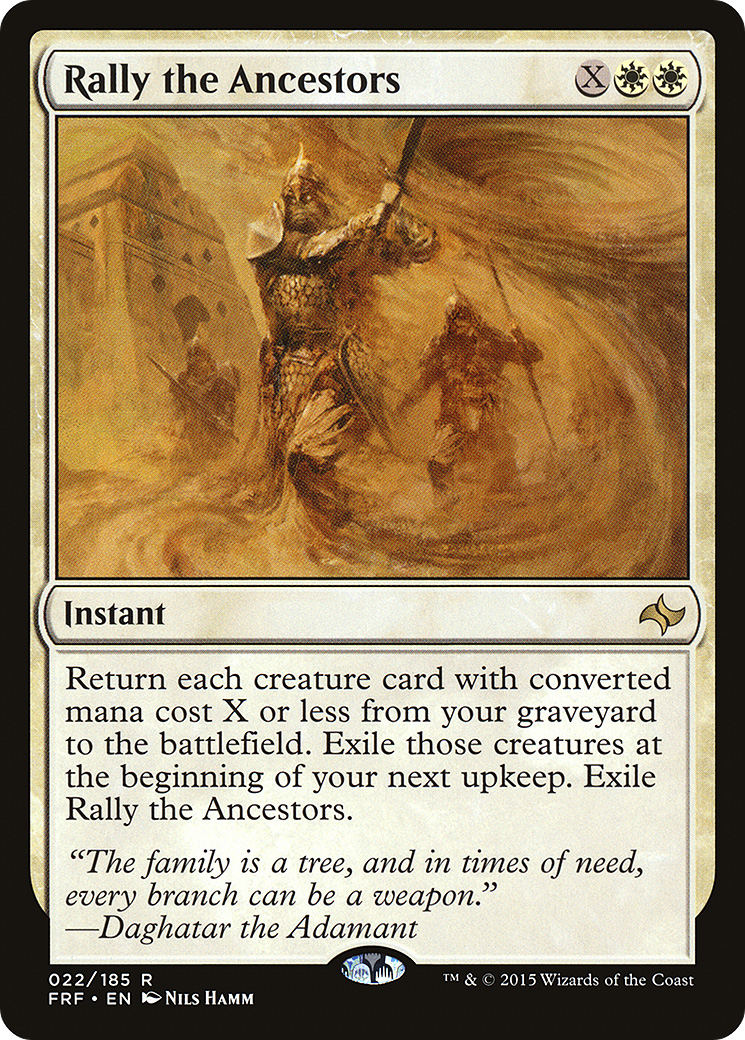 Rally the Ancestors X
Instant
Return each creature card with converted
mana cost X or less from your graveyard
to the battlefield. Exile those creatures at
the beginning of your next upkeep. Exile
Rally the Ancestors.
“The family is a tree, and in times of need,
every branch can be a weapon.”
—Daghatar the Adamant
022/185 R
FRF • EN Nils Hamm
™ & © 2015 Wizards of the Coast